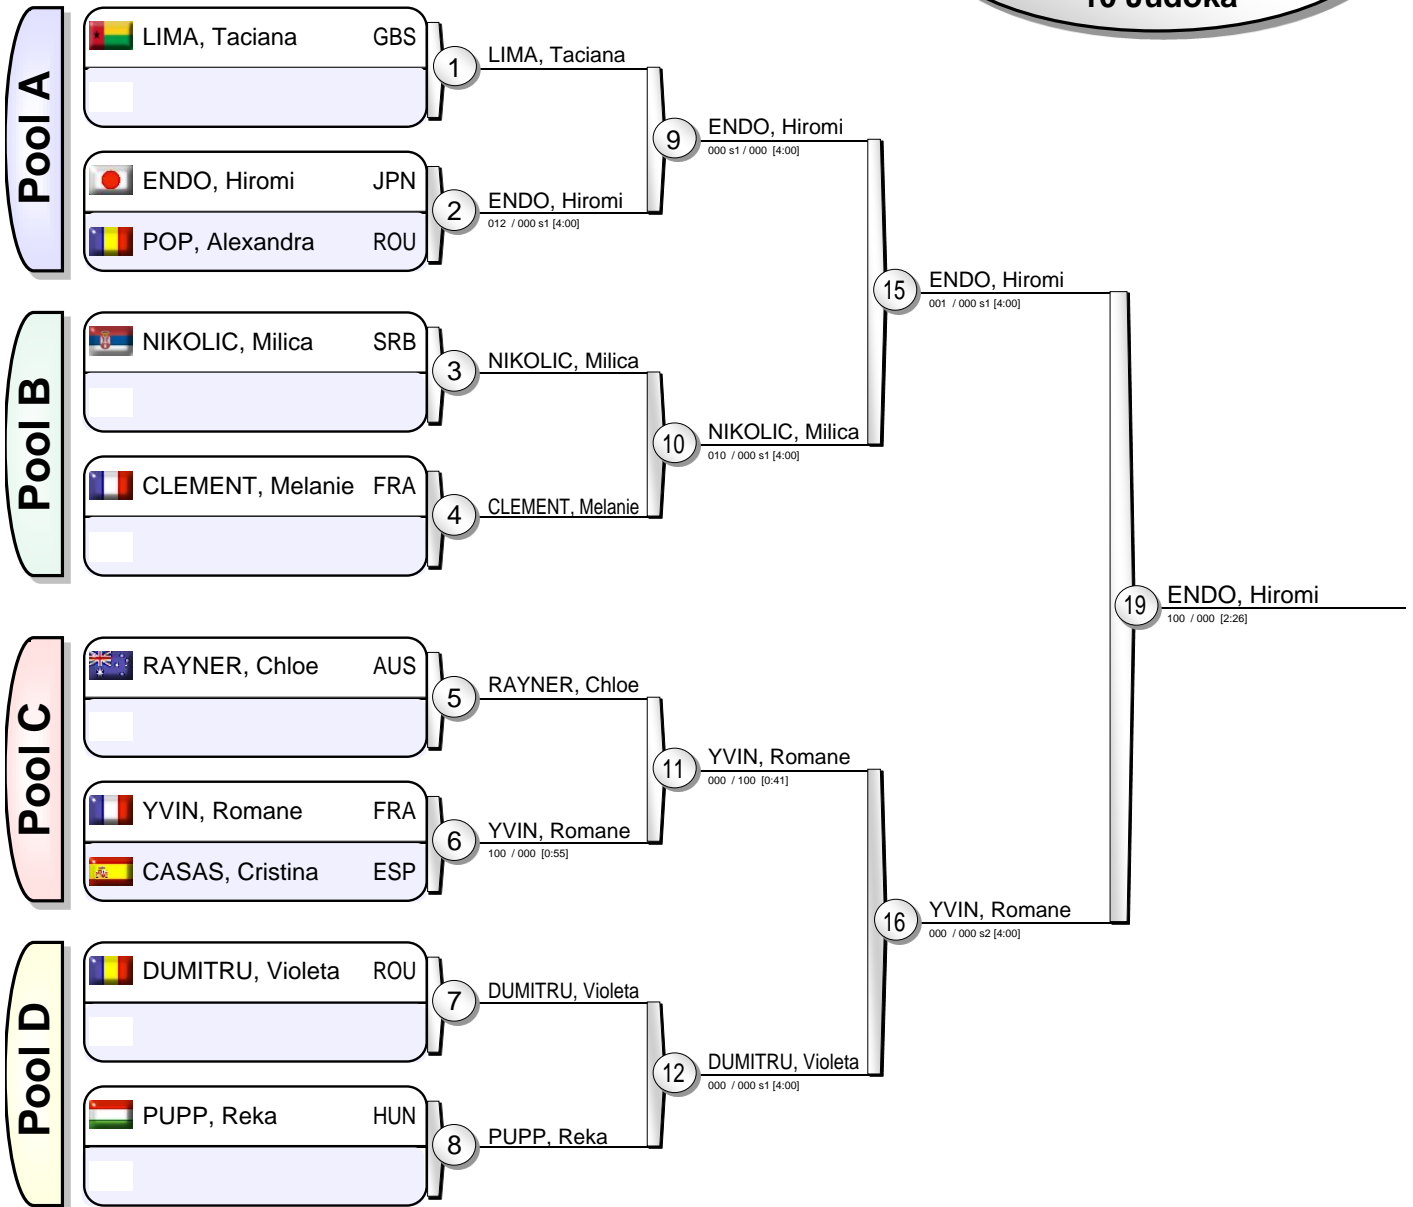 10 Judoka
Pool A
LIMA, Taciana GBS
1
LIMA, Taciana
ENDO, Hiromi JPN
POP, Alexandra ROU
2
ENDO, Hiromi
012 / 000 s1 [4:00]
9
ENDO, Hiromi
000 s1 / 000 [4:00]
Pool B
NIKOLIC, Milica SRB
3
NIKOLIC, Milica
CLEMENT, Melanie FRA
4
CLEMENT, Melanie
10
NIKOLIC, Milica
010 / 000 s1 [4:00]
15
ENDO, Hiromi
001 / 000 s1 [4:00]
Pool C
RAYNER, Chloe AUS
5
RAYNER, Chloe
YVIN, Romane FRA
CASAS, Cristina ESP
6
YVIN, Romane
100 / 000 [0:55]
11
YVIN, Romane
000 / 100 [0:41]
Pool D
DUMITRU, Violeta ROU
7
DUMITRU, Violeta
PUPP, Reka HUN
8
PUPP, Reka
12
DUMITRU, Violeta
000 / 000 s1 [4:00]
16
YVIN, Romane
000 / 000 s2 [4:00]
19
ENDO, Hiromi
100 / 000 [2:26]